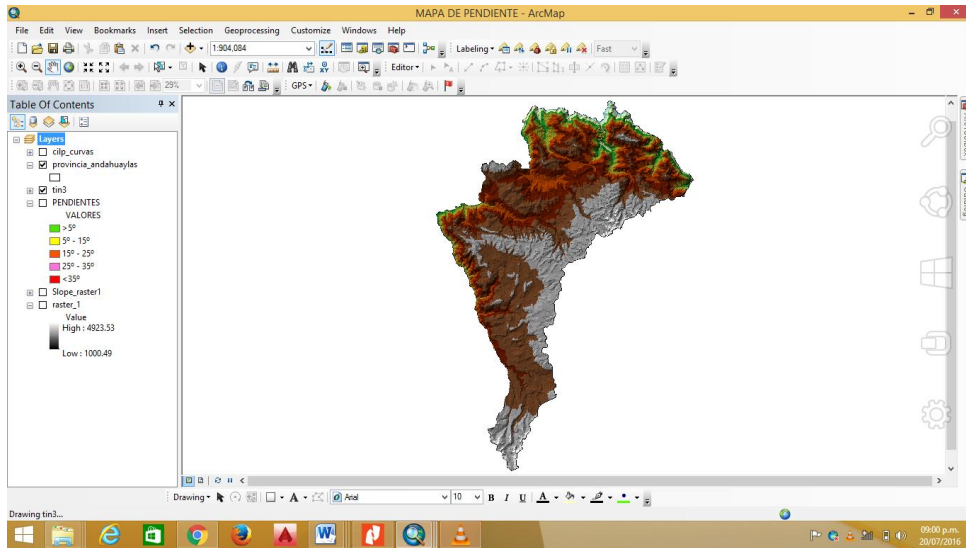 MAPA DE PENDIENTE - ArcMap
File Edit View Bookmarks Insert Selection Geoprocessing Customize Windows Help
1:904,084
Labeling
Fast
Editor
29%
GPS
Table Of Contents
Layers
cilp_curvas
provincia_andahuaylas
tin3
PENDIENTES
VALORES
>5º
5º - 15º
15º - 25º
25º - 35º
<35º
Slope_raster1
raster_1
Value
High : 4923.53
Low : 1000.49
Drawing
A
Arial
10
B I U A
Drawing tin3...
09:00 p.m.
20/07/2016